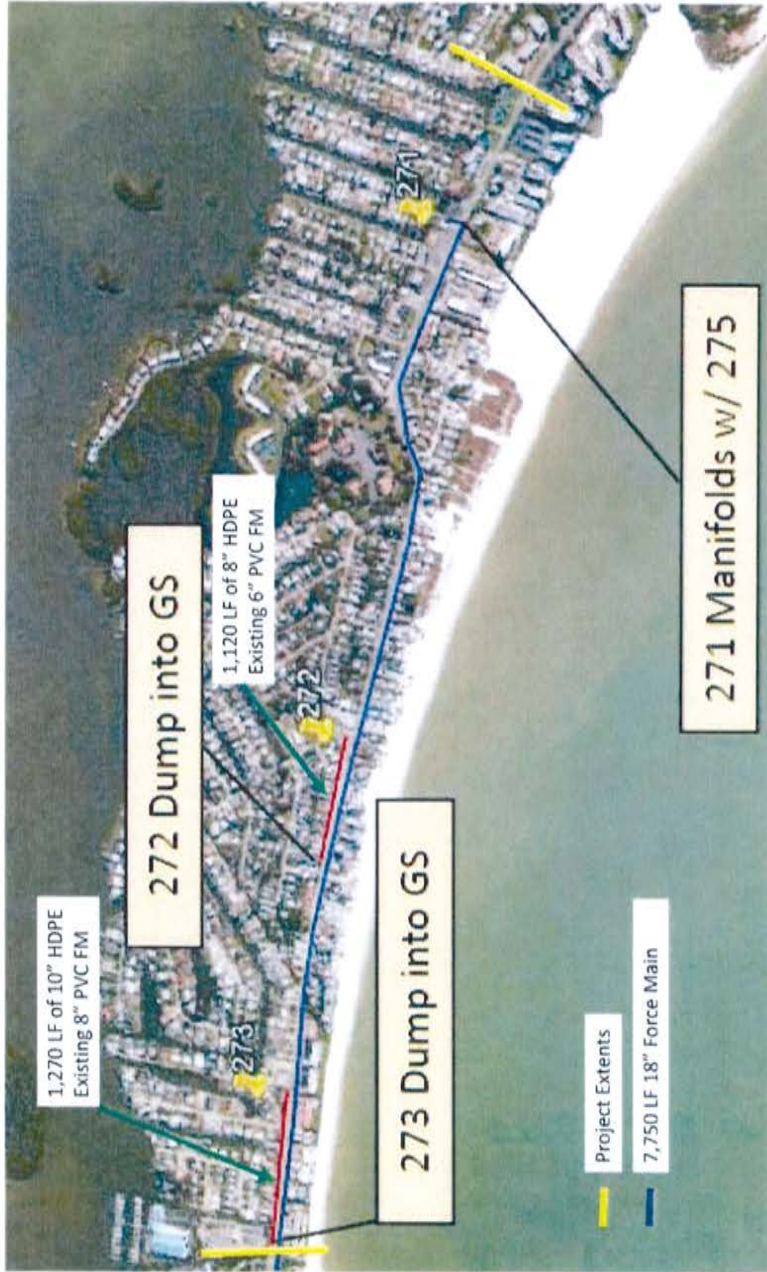 1,270 LF of 10" HDPE
Existing 8" PVC FM
273
272 Dump into GS
1,120 LF of 8" HDPE
Existing 6" PVC FM
272
271
273 Dump into GS
271 Manifolds w/ 275
Project Extents
7,750 LF 18" Force Main